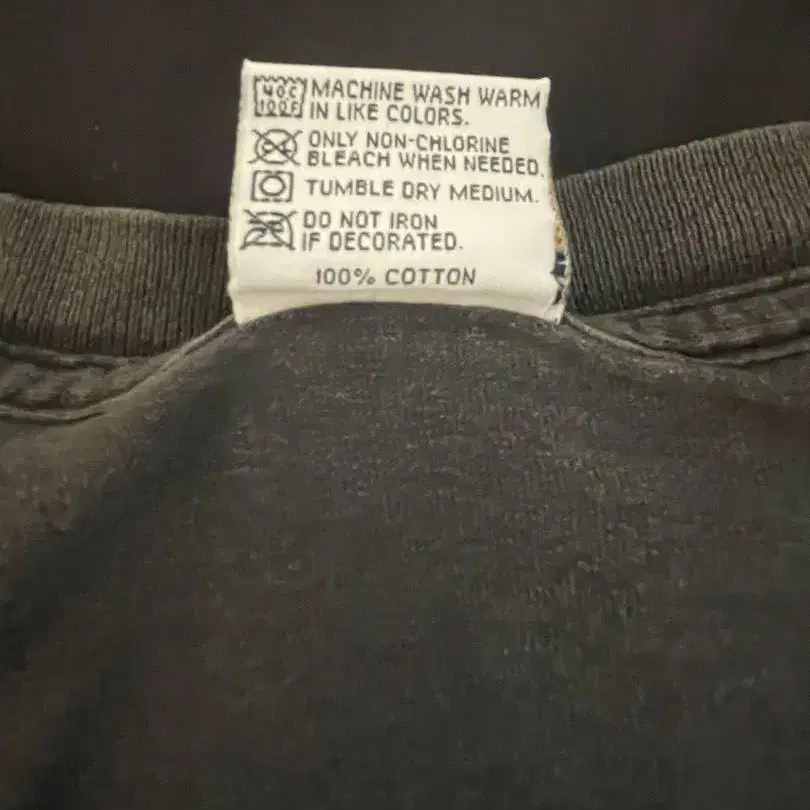 40C MACHINE WASH WARM
100F IN LIKE COLORS.
CL ONLY NON-CHLORINE
BLEACH WHEN NEEDED.
TUMBLE DRY MEDIUM.
DO NOT IRON
IF DECORATED.
100% COTTON